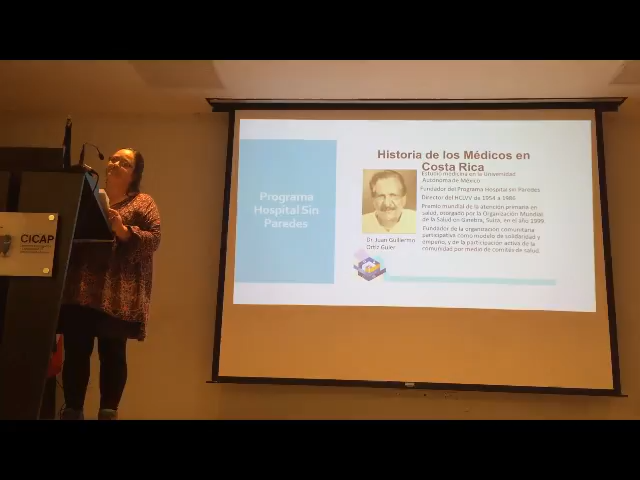 CICAP
Programa
Hospital Sin
Paredes
Historia de los Médicos en
Costa Rica
Estudió medicina en la Universidad
Autónoma de México
Fundador del Programa Hospital sin Paredes
Director del HCLVV de 1954 a 1986
Premio mundial de la atención primaria en
salud, otorgado por la Organización Mundial
de la Salud en Ginebra, Suiza, en el año 1999
Fundador de la organización comunitaria
participativa como modelo de solidaridad y
empuje, y de la participación activa de la
comunidad por medio de comités de salud.
Dr Juan Guillermo
Ortiz Guier